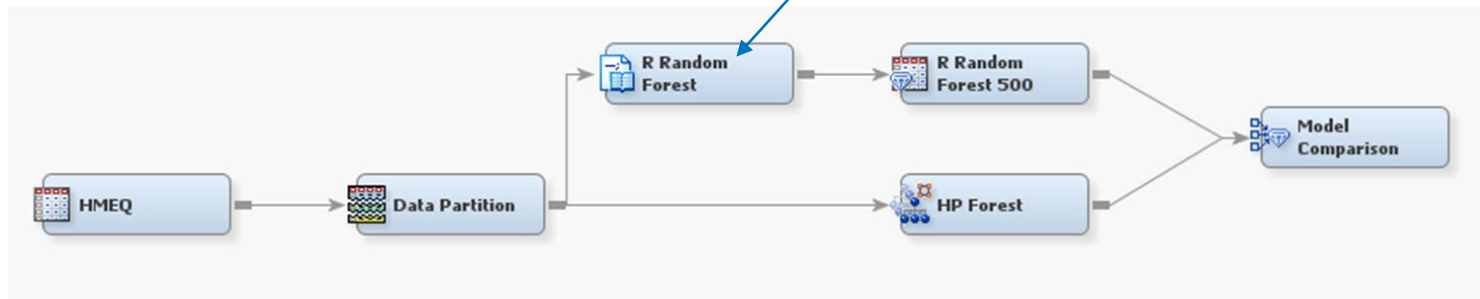 R Random
Forest
R Random
Forest 500
Model
Comparison
HMEQ
Data Partition
HP Forest